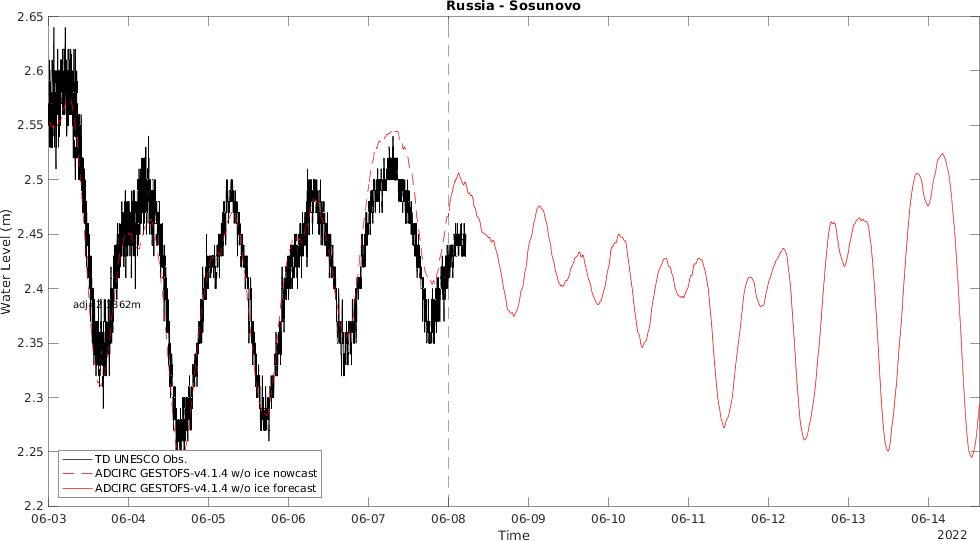 Russia - Sosunovo
2.65
2.6
2.55
2.5
2.45
2.4
2.35
2.3
2.25
2.2
Water Level (m)
TD UNESCO Obs.
ADCIRC GESTOFS-v4.1.4 w/o ice nowcast
ADCIRC GESTOFS-v4.1.4 w/o ice forecast
06-03 06-04 06-05 06-06 06-07 06-08 06-09 06-10 06-11 06-12 06-13 06-14
Time
2022